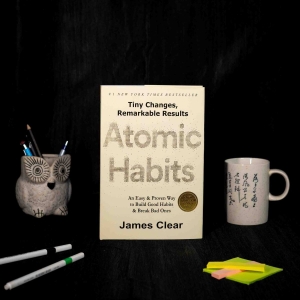 #1 NEW YORK TIMES BESTSELLER
Tiny Changes,
Remarkable Results
Atomic
Habits
An Easy & Proven Way
to Build Good Habits
& Break Bad Ones
James Clear